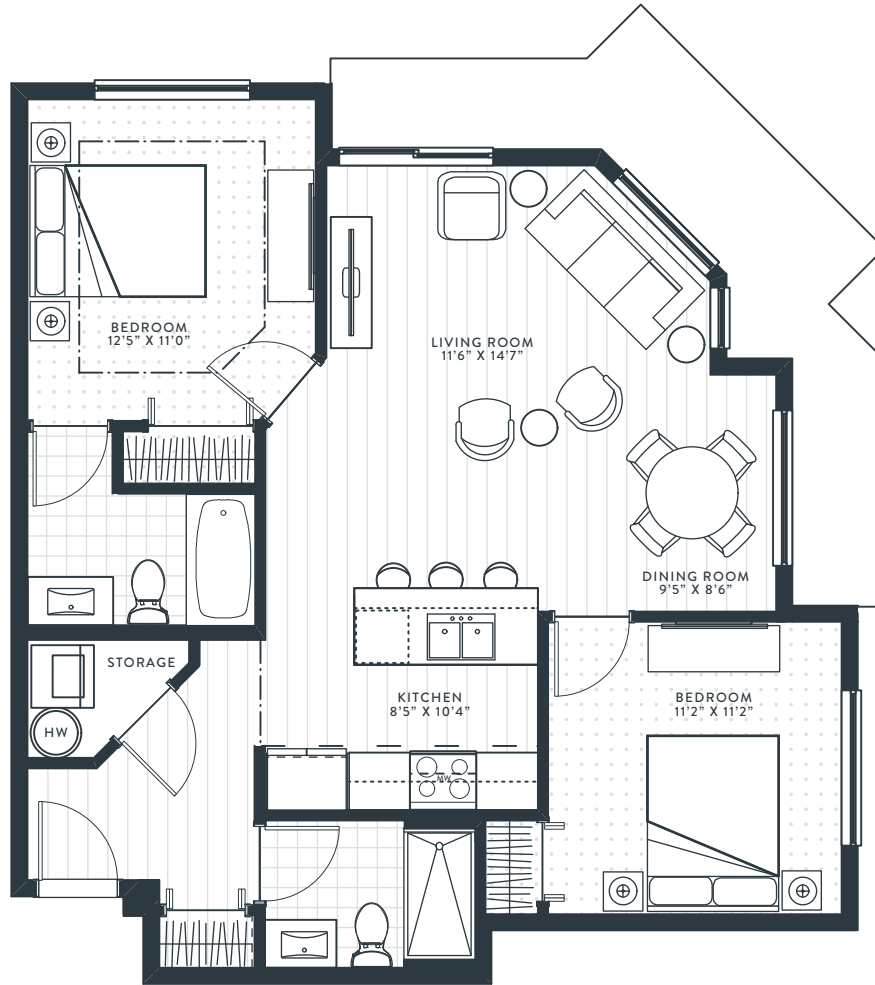 BEDROOM
12'5" X 11'0"
LIVING ROOM
11'6" X 14'7"
DINING ROOM
9'5" X 8'6"
STORAGE
HW
KITCHEN
8'5" X 10'4"
MW
BEDROOM
11'2" X 11'2"